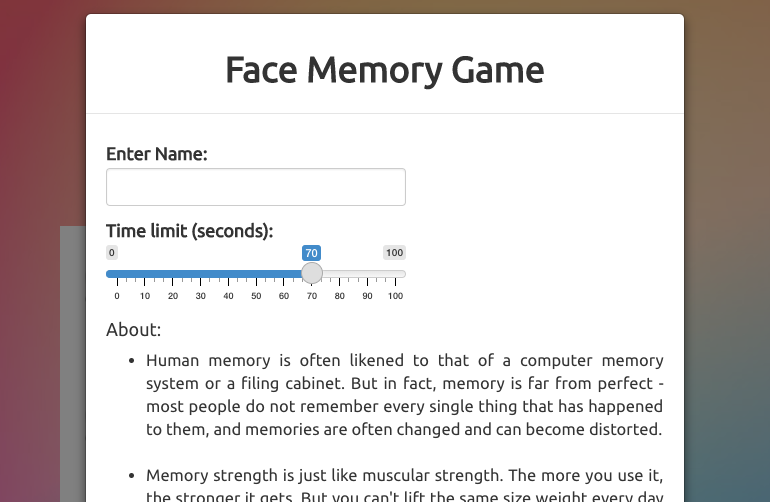 Face Memory Game
Enter Name:
Time limit (seconds):
0 70 100
0 10 20 30 40 50 60 70 80 90 100
About:
• Human memory is often likened to that of a computer memory
system or a filing cabinet. But in fact, memory is far from perfect -
most people do not remember every single thing that has happened
to them, and memories are often changed and can become distorted.
• Memory strength is just like muscular strength. The more you use it,
the stronger it gets. But you can't lift the same size weight every day